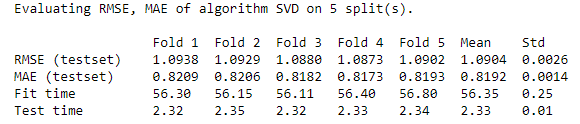 Evaluating RMSE, MAE of algorithm SVD on 5 split(s).
Fold 1 Fold 2 Fold 3 Fold 4 Fold 5 Mean Std
RMSE (testset) 1.0938 1.0929 1.0880 1.0873 1.0902 1.0904 0.0026
MAE (testset) 0.8209 0.8206 0.8182 0.8173 0.8193 0.8192 0.0014
Fit time 56.30 56.15 56.11 56.40 56.80 56.35 0.25
Test time 2.32 2.35 2.32 2.33 2.34 2.33 0.01